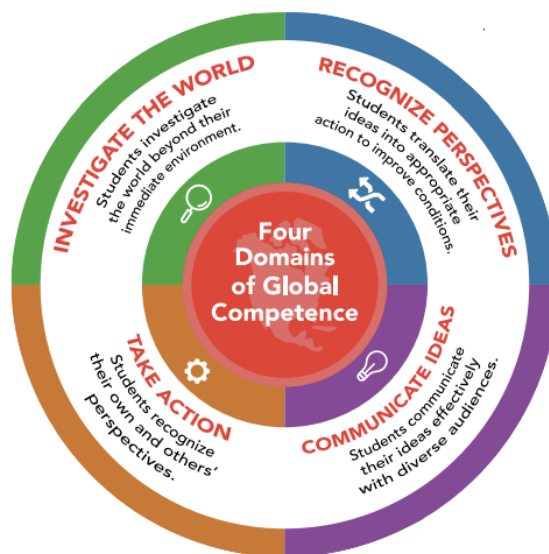 INVESTIGATE THE WORLD
Students investigate
the world beyond their
immediate environment.
RECOGNIZE PERSPECTIVES
Students translate their
ideas into appropriate
action to improve conditions.
Four
Domains
of Global
Competence
TAKE ACTION
Students recognize
their own and others'
perspectives.
COMMUNICATE IDEAS
Students communicate
their ideas effectively
with diverse audiences.